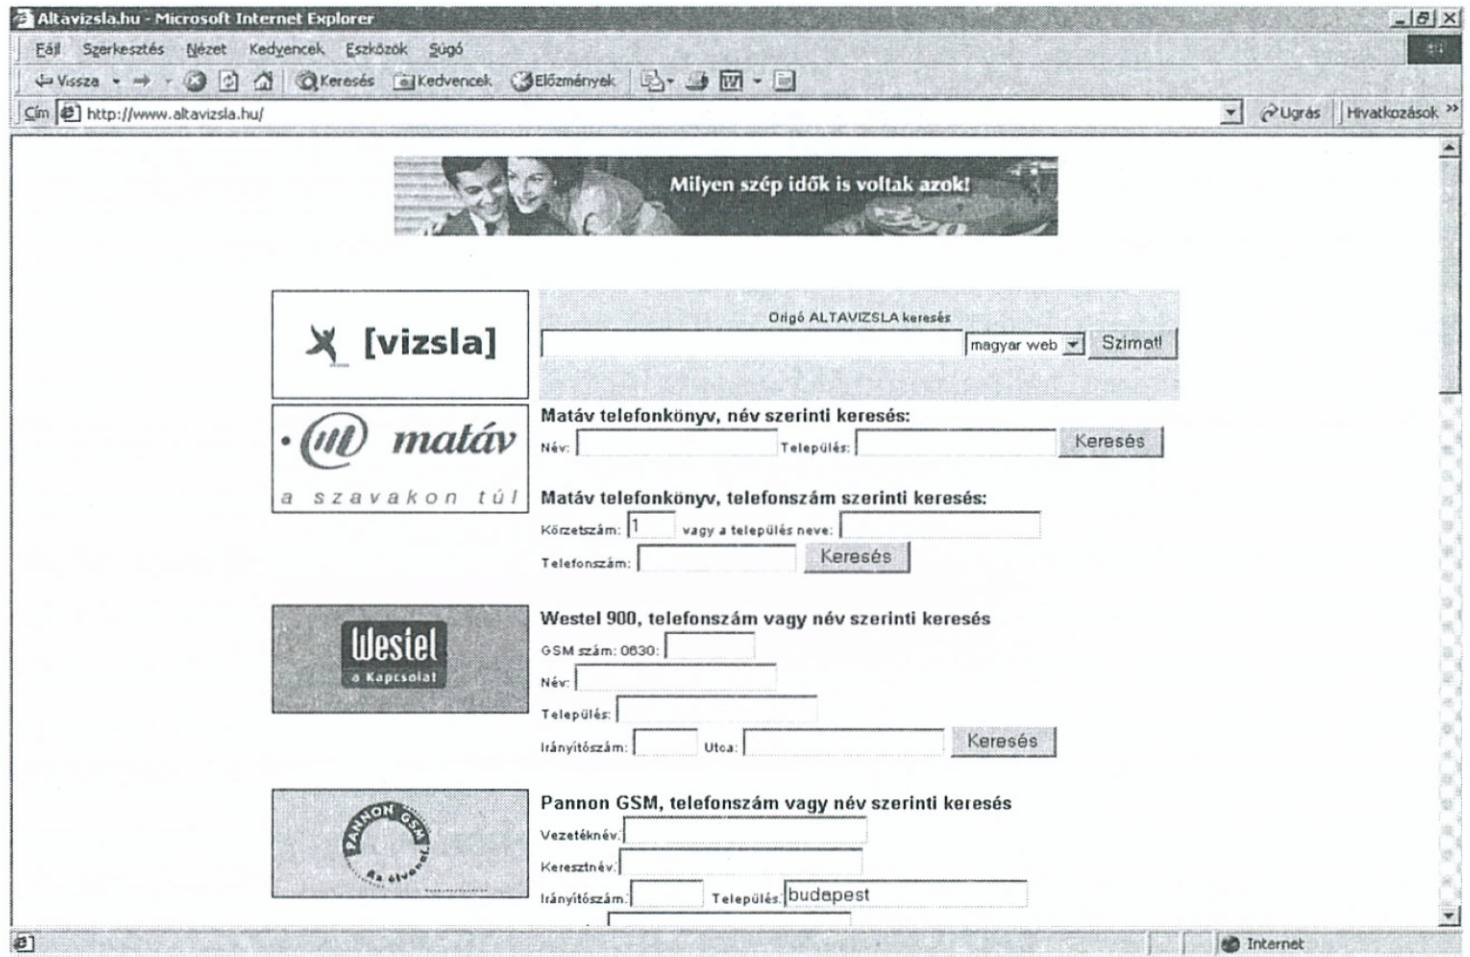 Altavizsla.hu - Microsoft Internet Explorer
Fájl Szerkesztés Nézet Kedvencek Eszközök Súgó
Vissza Keresés Kedvencek Előzmények
Cím http://www.altavizsla.hu/ Ugrás Hivatkozások »
Milyen szép idők is voltak azok!
[vizsla]
Origó ALTAVIZSLA keresés
magyar web Szimat!
matáv
a szavakon túl
Matáv telefonkönyv, név szerinti keresés:
Név: Település: Keresés
Matáv telefonkönyv, telefonszám szerinti keresés:
Körzetszám: 1 vagy a település neve:
Telefonszám: Keresés
Westel
a Kapcsolat
Westel 900, telefonszám vagy név szerinti keresés
GSM szám: 0630:
Név:
Település:
Irányítószám: Utca: Keresés
PANNON GSM
Az élvonal.
Pannon GSM, telefonszám vagy név szerinti keresés
Vezetéknév:
Keresztnév:
Irányítószám: Település: budapest
Internet